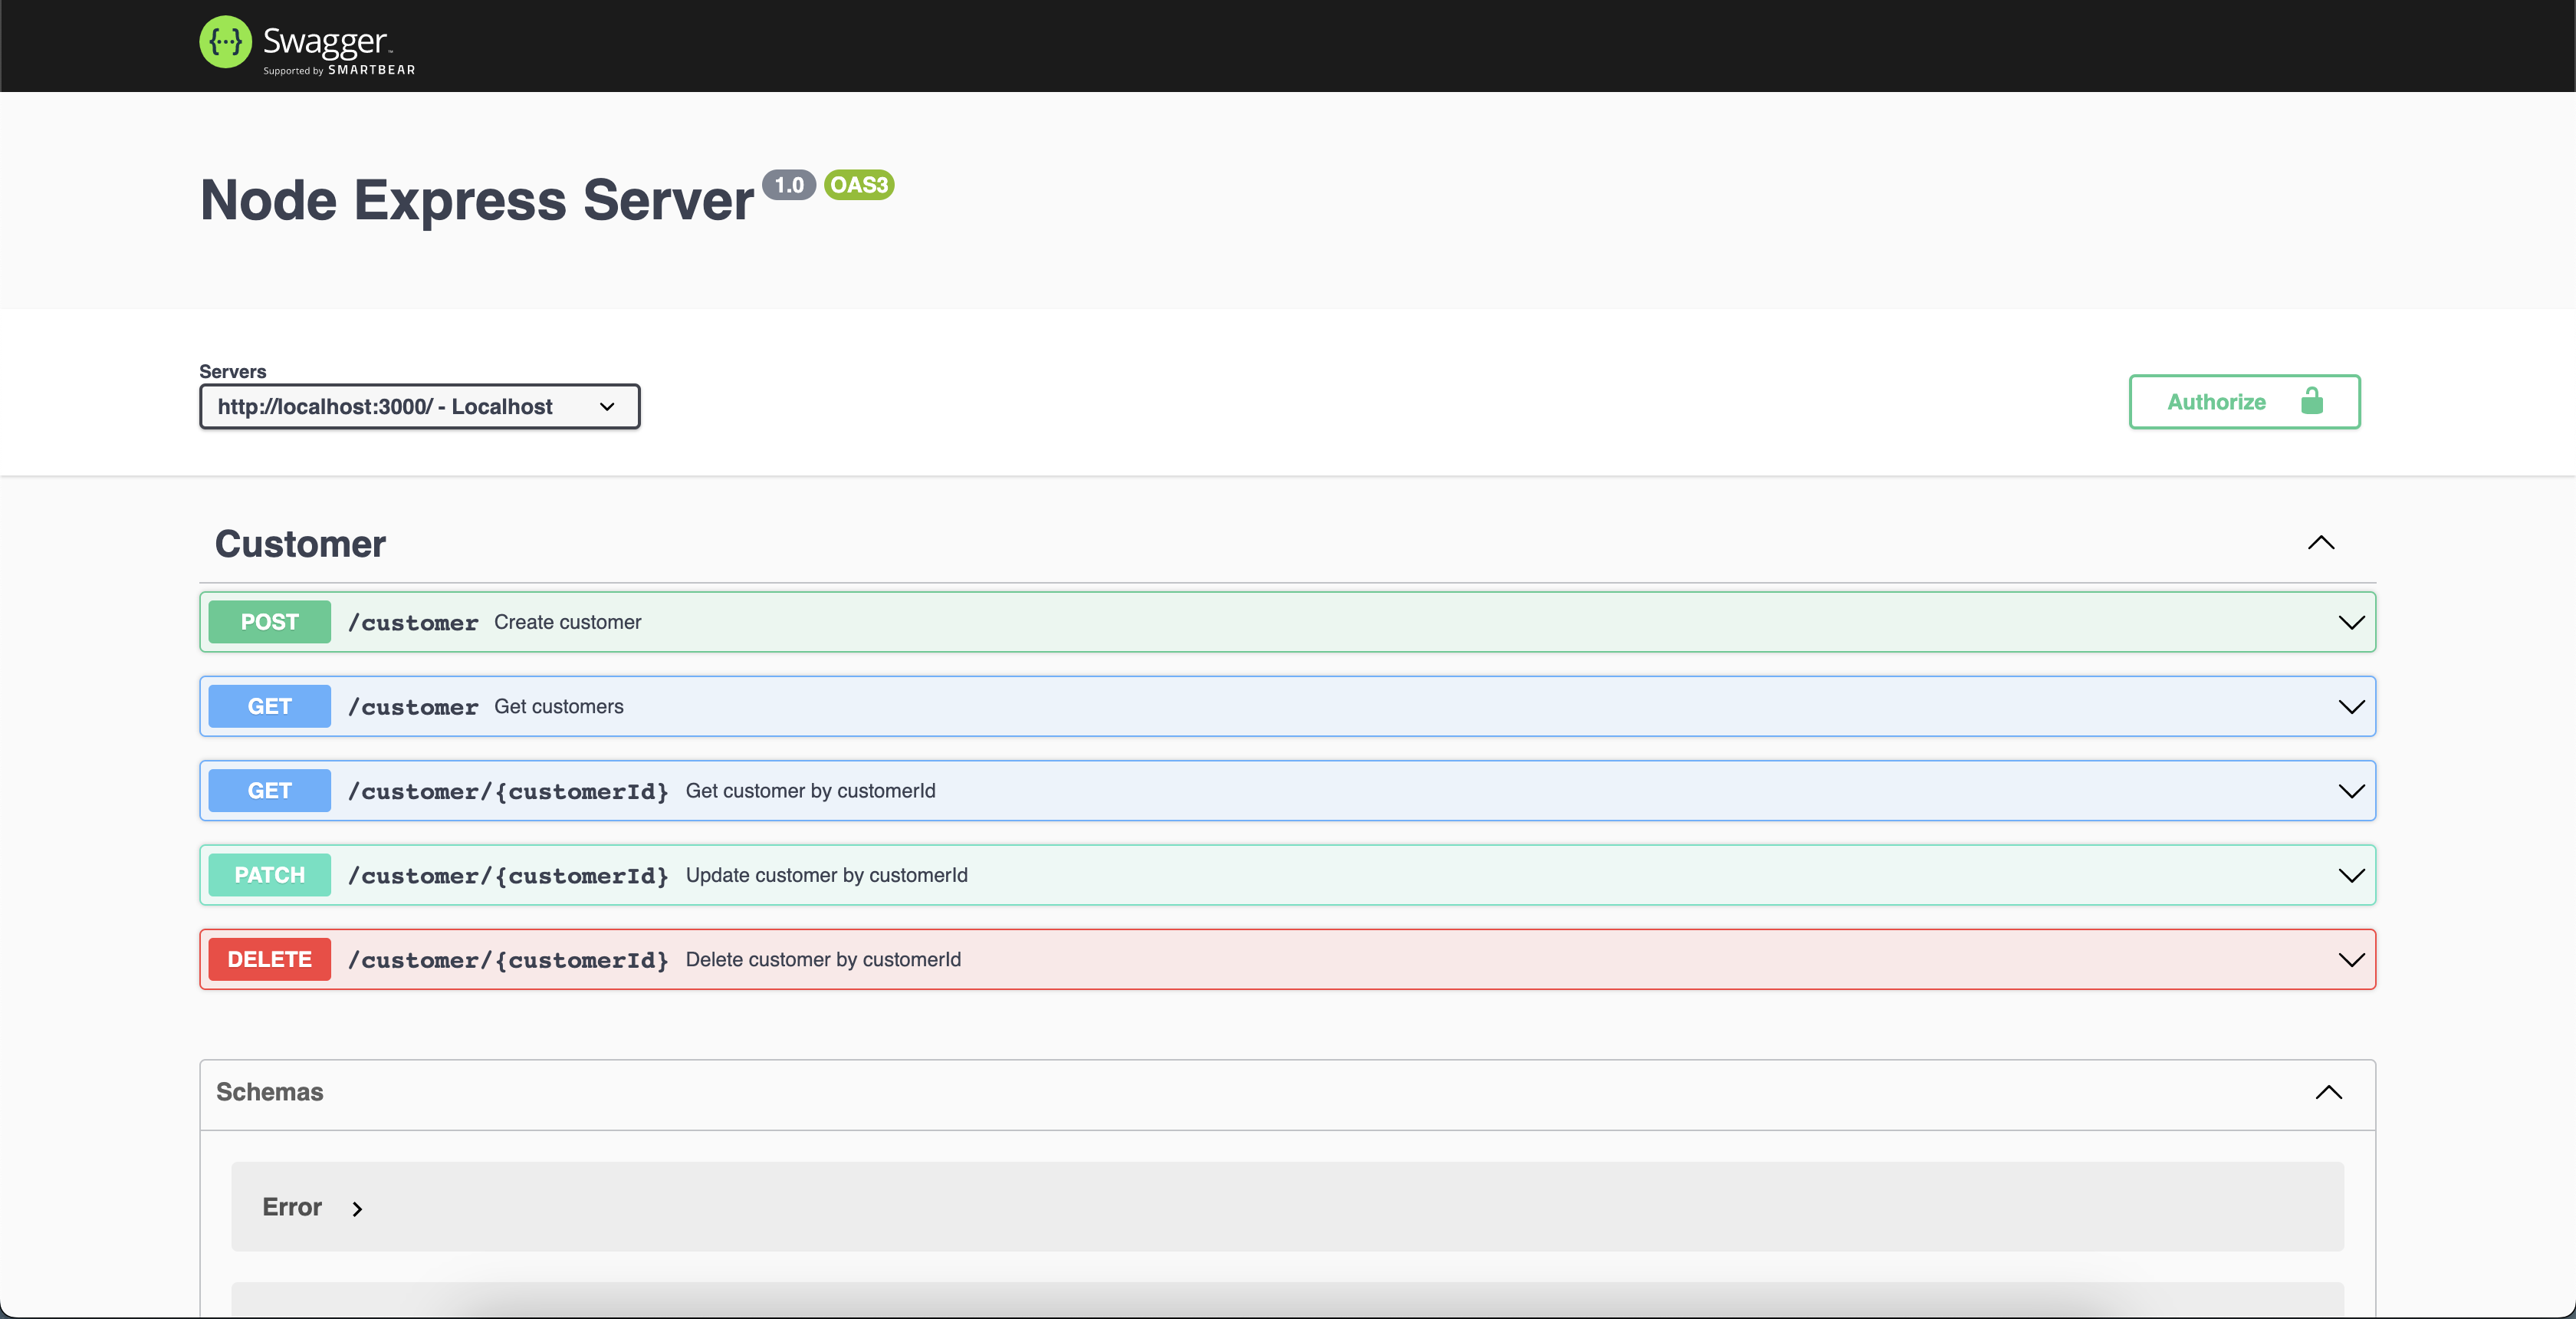 {···} Swagger™
Supported by SMARTBEAR
Node Express Server 1.0 OAS3
Servers
http://localhost:3000/ - Localhost
Authorize
Customer
POST /customer Create customer
GET /customer Get customers
GET /customer/{customerId} Get customer by customerId
PATCH /customer/{customerId} Update customer by customerId
DELETE /customer/{customerId} Delete customer by customerId
Schemas
Error